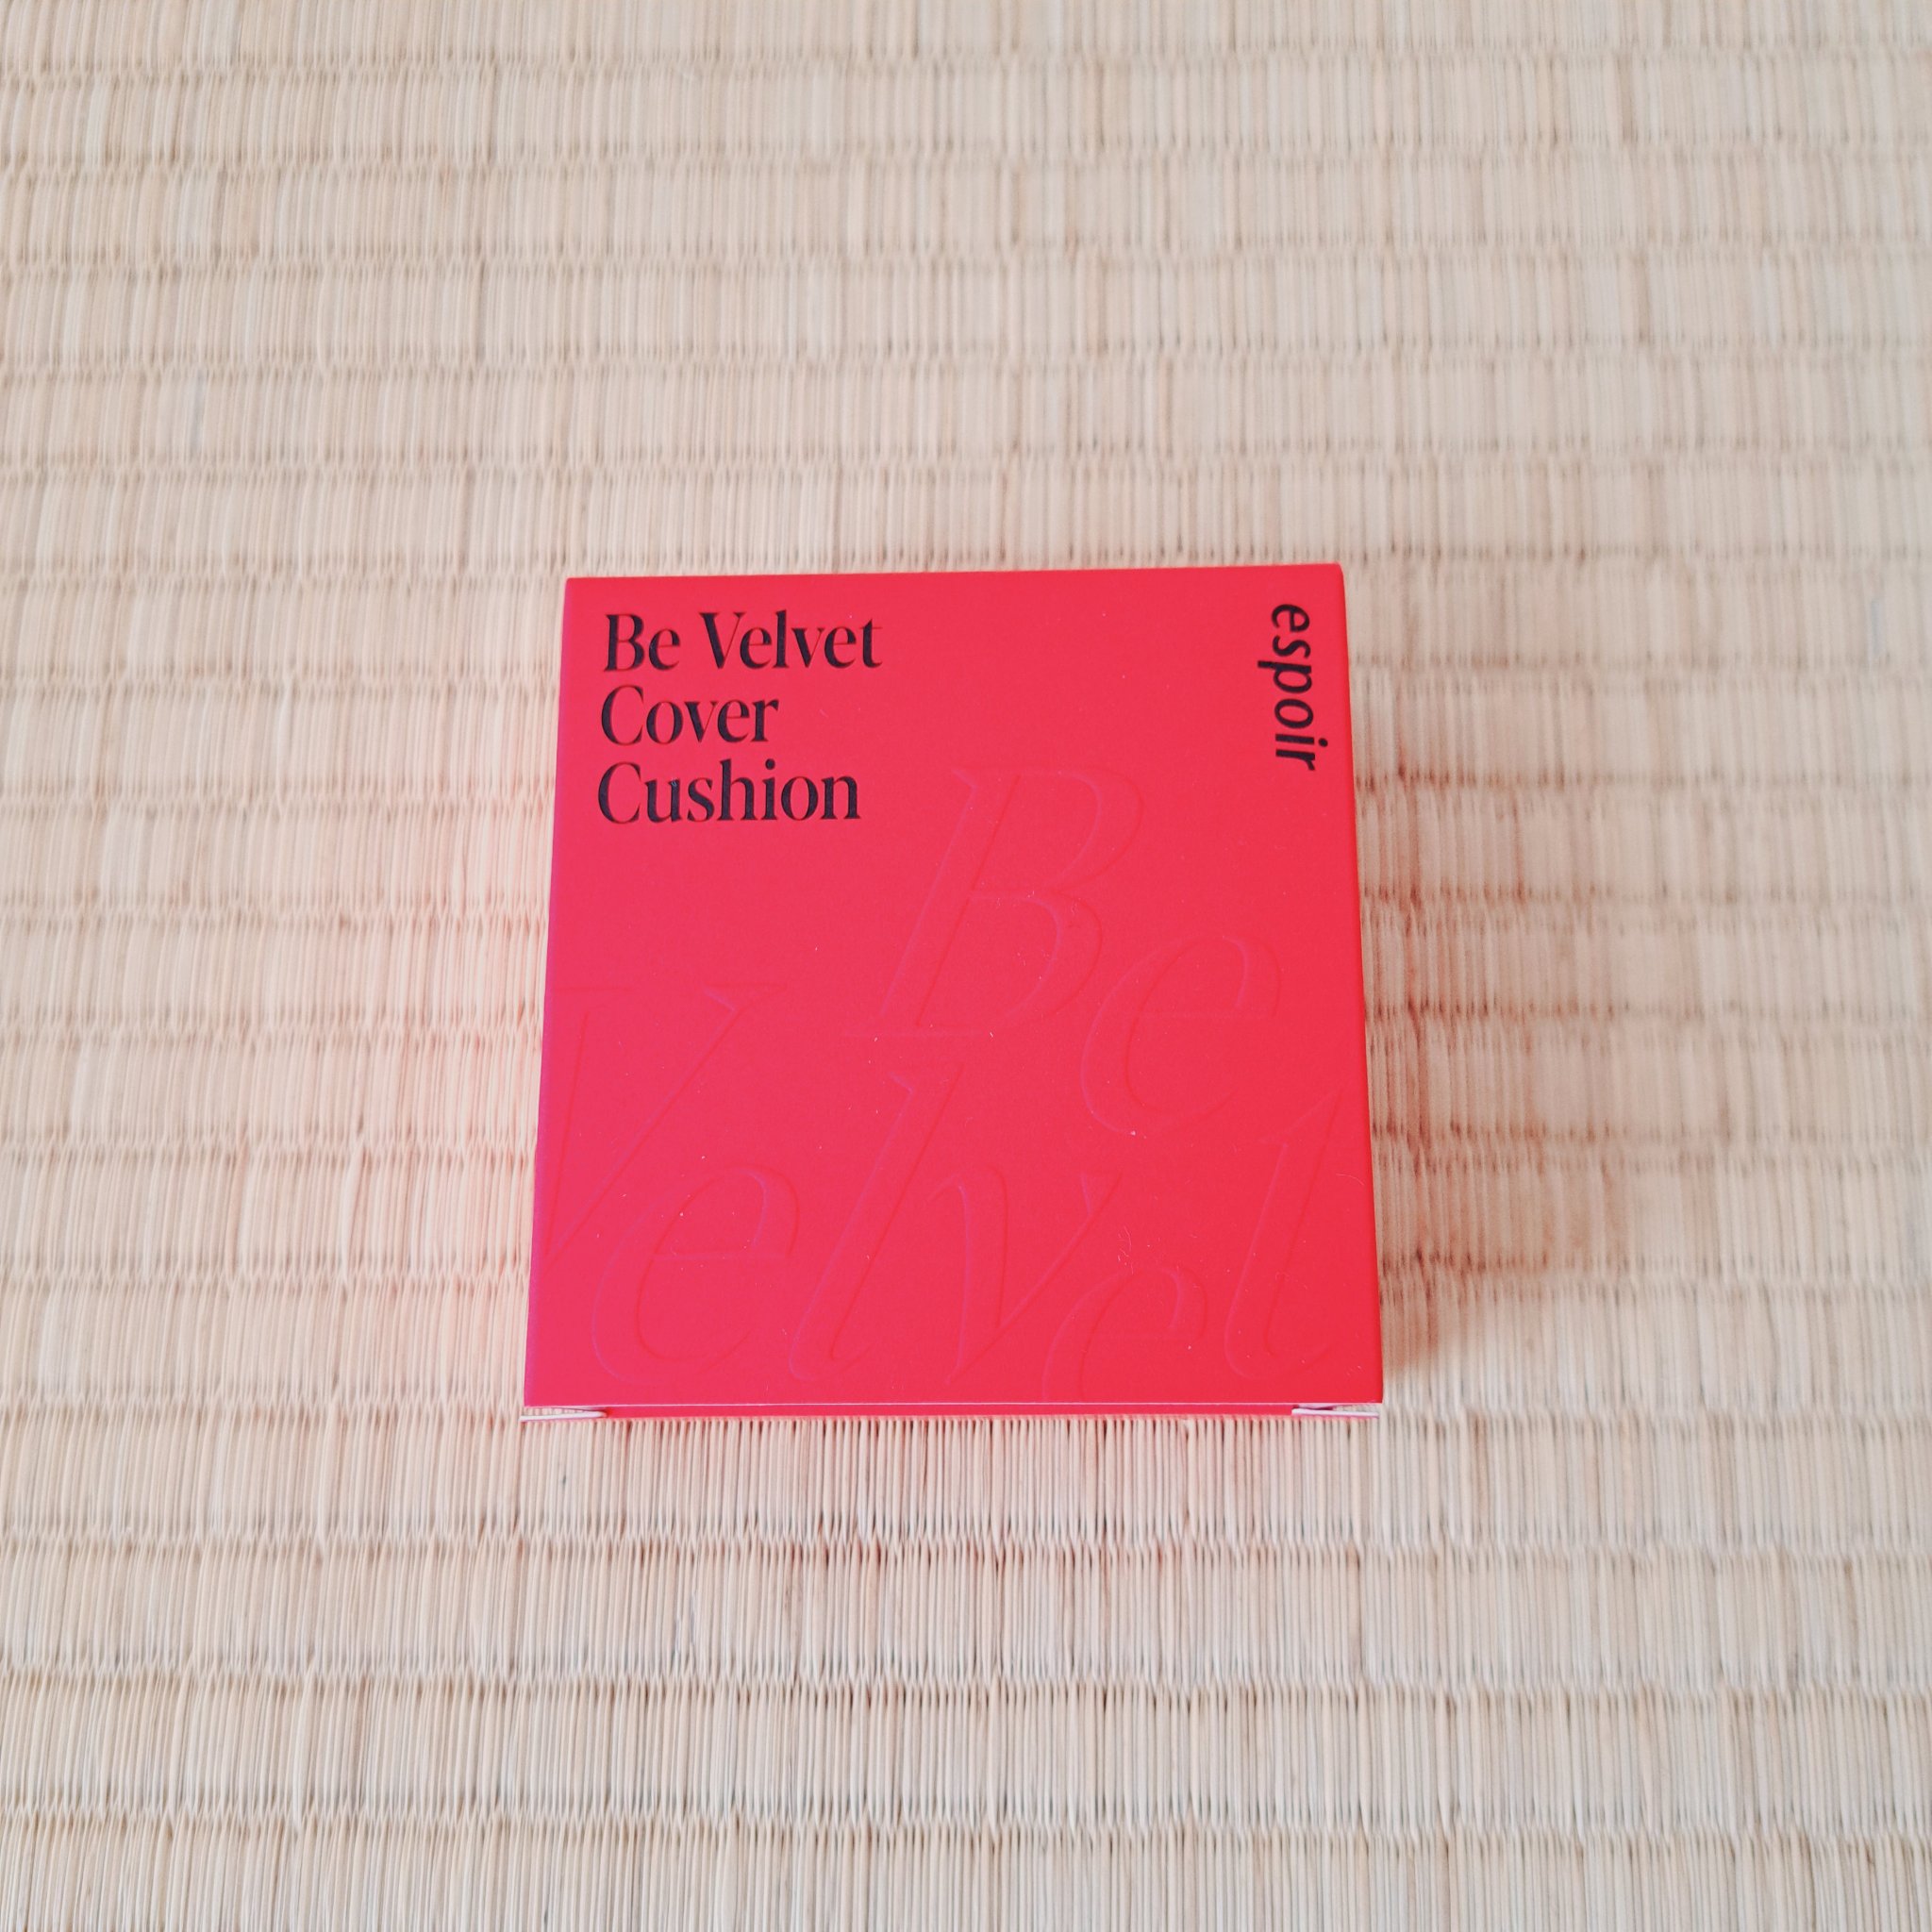 Be Velvet
Cover
Cushion
espoir
Be
Velvet